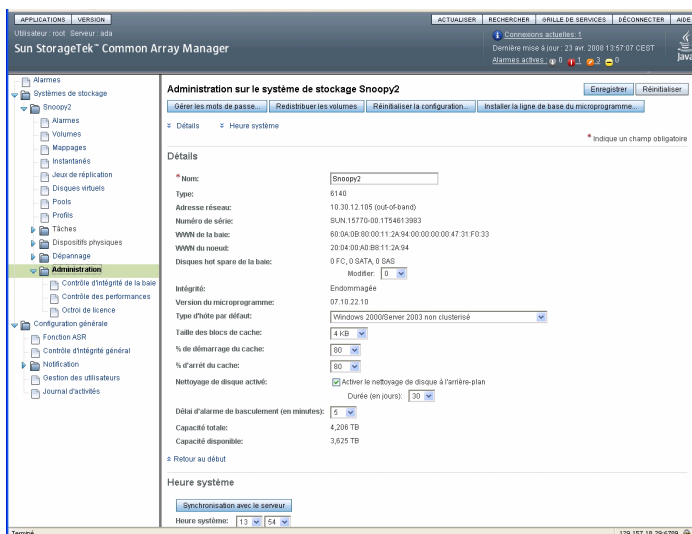 APPLICATIONS VERSION ACTUALISER RECHERCHER GRILLE DE SERVICES DÉCONNECTER AIDE
Utilisateur : root Serveur : ada
Sun StorageTek™ Common Array Manager
Connexions actuelles: 1
Dernière mise à jour : 23 avr. 2008 13:57:07 CEST
Alarmes actives : 0 1 3 0
Java
Alarmes
Systèmes de stockage
Snoopy2
Alarmes
Volumes
Mappages
Instantanés
Jeux de réplication
Disques virtuels
Pools
Profils
Tâches
Dispositifs physiques
Dépannage
Administration
Contrôle d'intégrité de la baie
Contrôle des performances
Octroi de licence
Configuration générale
Fonction ASR
Contrôle d'intégrité général
Notification
Gestion des utilisateurs
Journal d'activités
Administration sur le système de stockage Snoopy2
Enregistrer Réinitialiser
Gérer les mots de passe... Redistribuer les volumes Réinitialiser la configuration... Installer la ligne de base du microprogramme...
Détails Heure système
* Indique un champ obligatoire
Détails
* Nom: Snoopy2
Type: 6140
Adresse réseau: 10.30.12.105 (out-of-band)
Numéro de série: SUN.15770-00.1T54613983
WWN de la baie: 60:0A:0B:80:00:11:2A:94:00:00:00:00:47:31:F0:33
WWN du noeud: 20:04:00:A0:B8:11:2A:94
Disques hot spare de la baie: 0 FC, 0 SATA, 0 SAS
Modifier: 0
Intégrité: Endommagée
Version du microprogramme: 07.10.22.10
Type d'hôte par défaut: Windows 2000/Server 2003 non clusterisé
Taille des blocs de cache: 4 KB
% de démarrage du cache: 80
% d'arrêt du cache: 80
Nettoyage de disque activé: Activer le nettoyage de disque à l'arrière-plan
Durée (en jours): 30
Délai d'alarme de basculement (en minutes): 5
Capacité totale: 4,206 TB
Capacité disponible: 3,625 TB
Retour au début
Heure système
Synchronisation avec le serveur
Heure système: 13 54
Terminé 129.157.18.29:6789